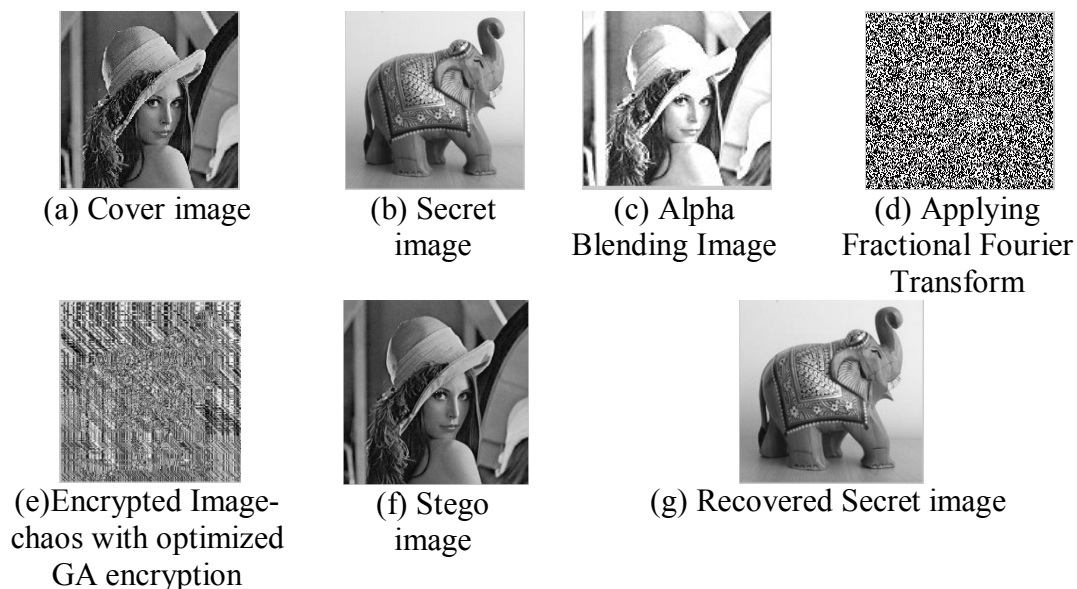 (a) Cover image
(b) Secret
image
(c) Alpha
Blending Image
(d) Applying
Fractional Fourier
Transform
(e)Encrypted Image-
chaos with optimized
GA encryption
(f) Stego
image
(g) Recovered Secret image